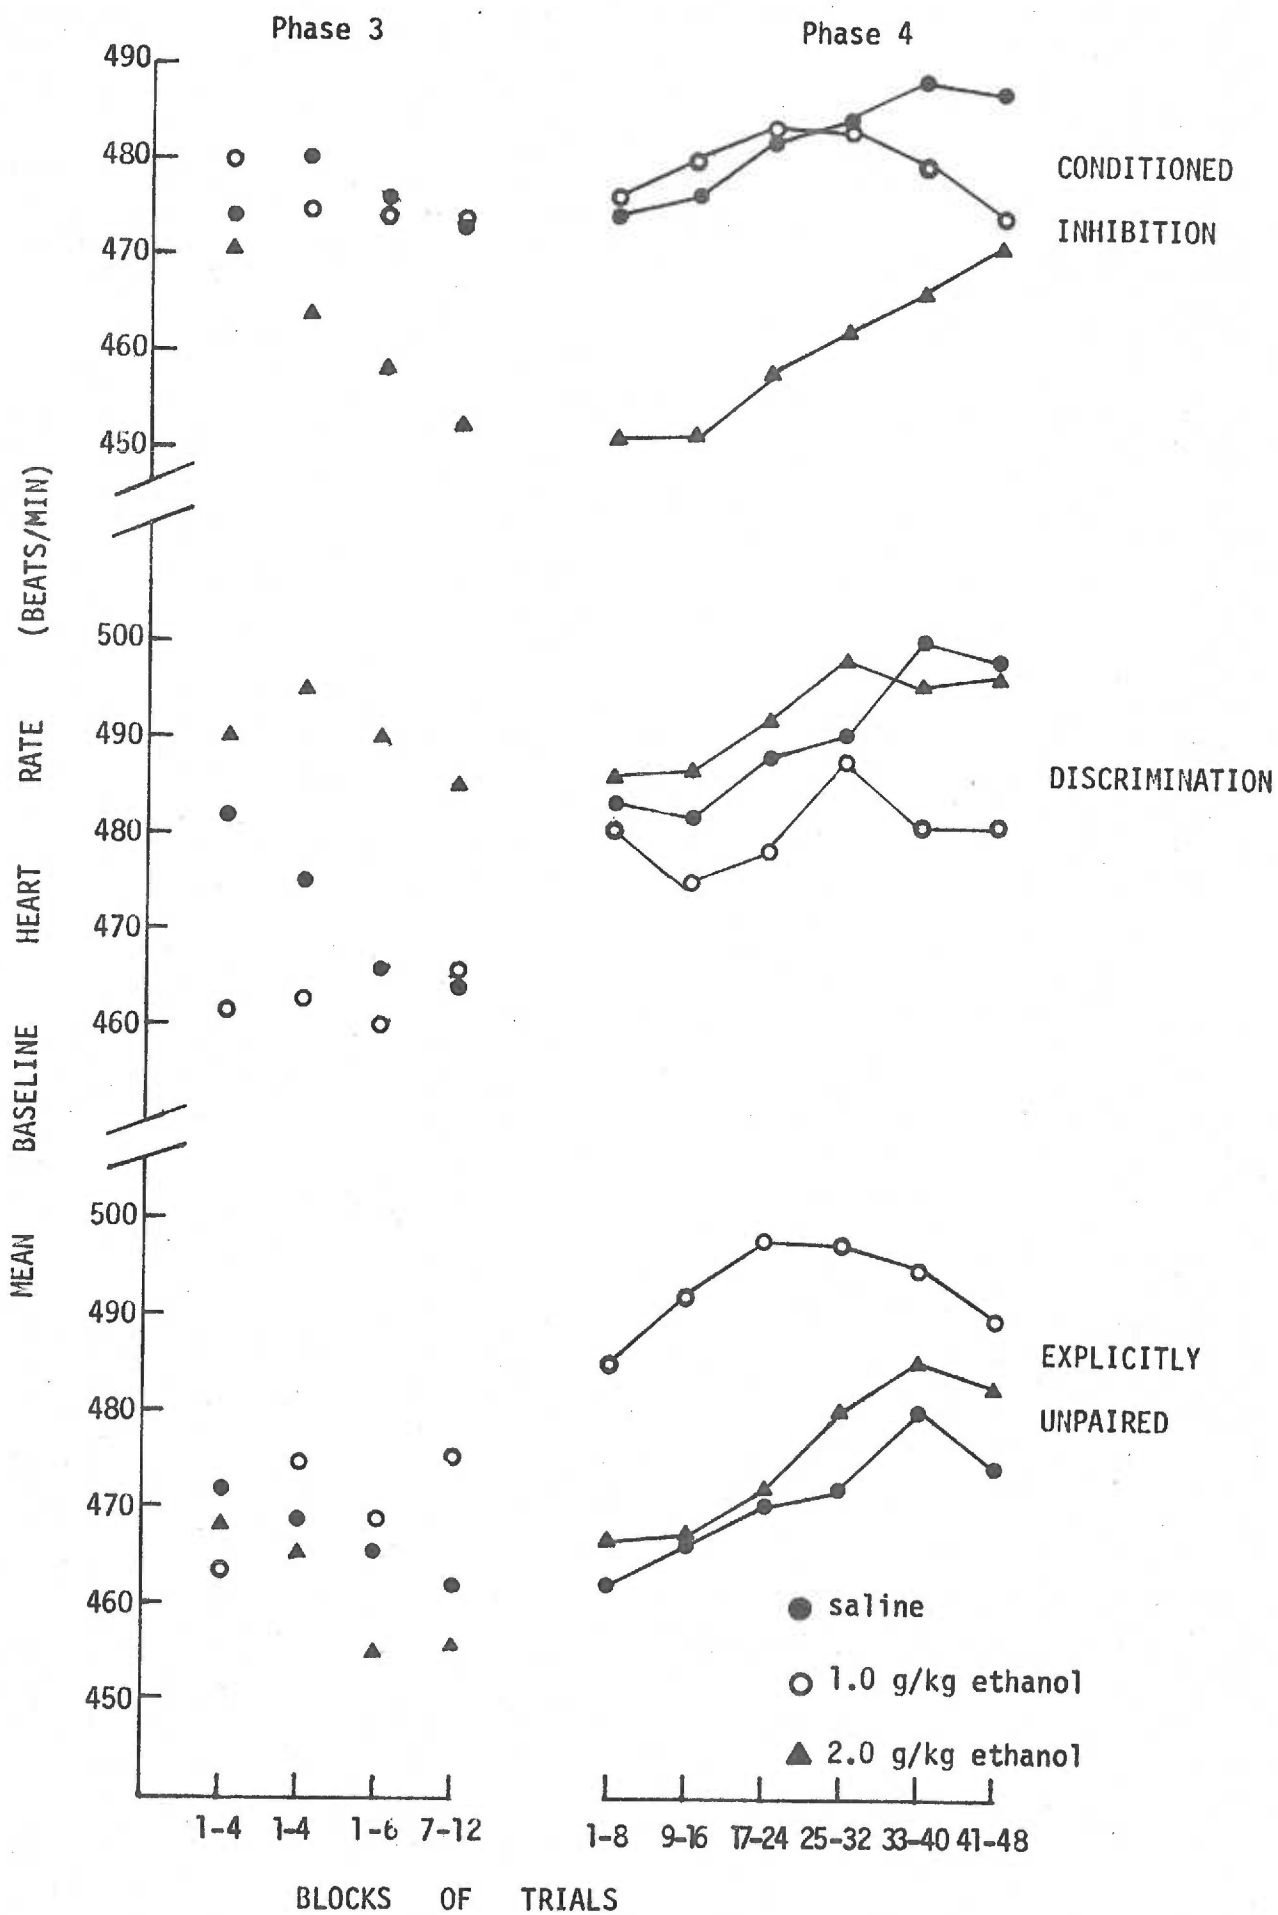 Phase 3
Phase 4
490
480
470
460
450
CONDITIONED
INHIBITION
500
490
480
470
460
DISCRIMINATION
500
490
480
470
460
450
EXPLICITLY
UNPAIRED
saline
1.0 g/kg ethanol
2.0 g/kg ethanol
1-4 1-4 1-6 7-12
1-8 9-16 17-24 25-32 33-40 41-48
BLOCKS OF TRIALS
MEAN BASELINE HEART RATE (BEATS/MIN)